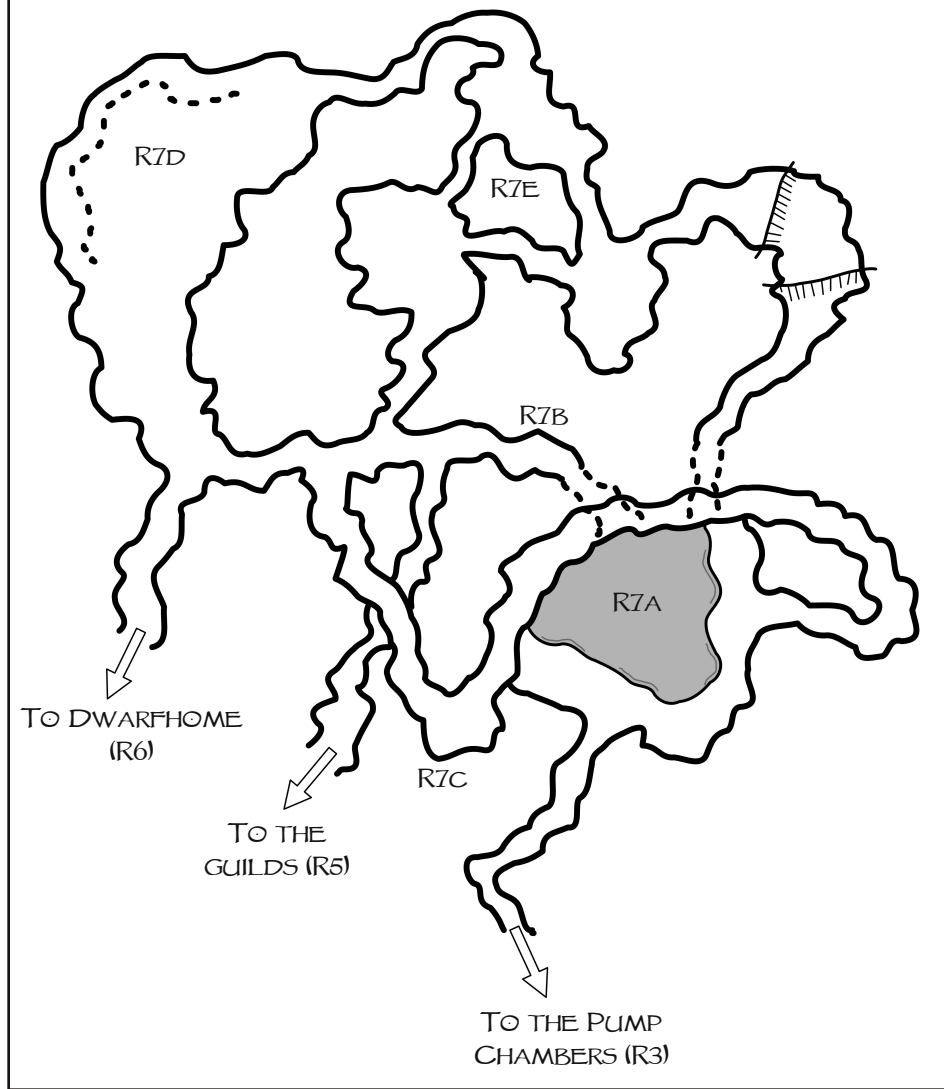 R7D
R7E
R7B
R7A
To Dwarfhome
(R6)
R7C
To the
Guilds (R5)
To the Pump
Chambers (R3)